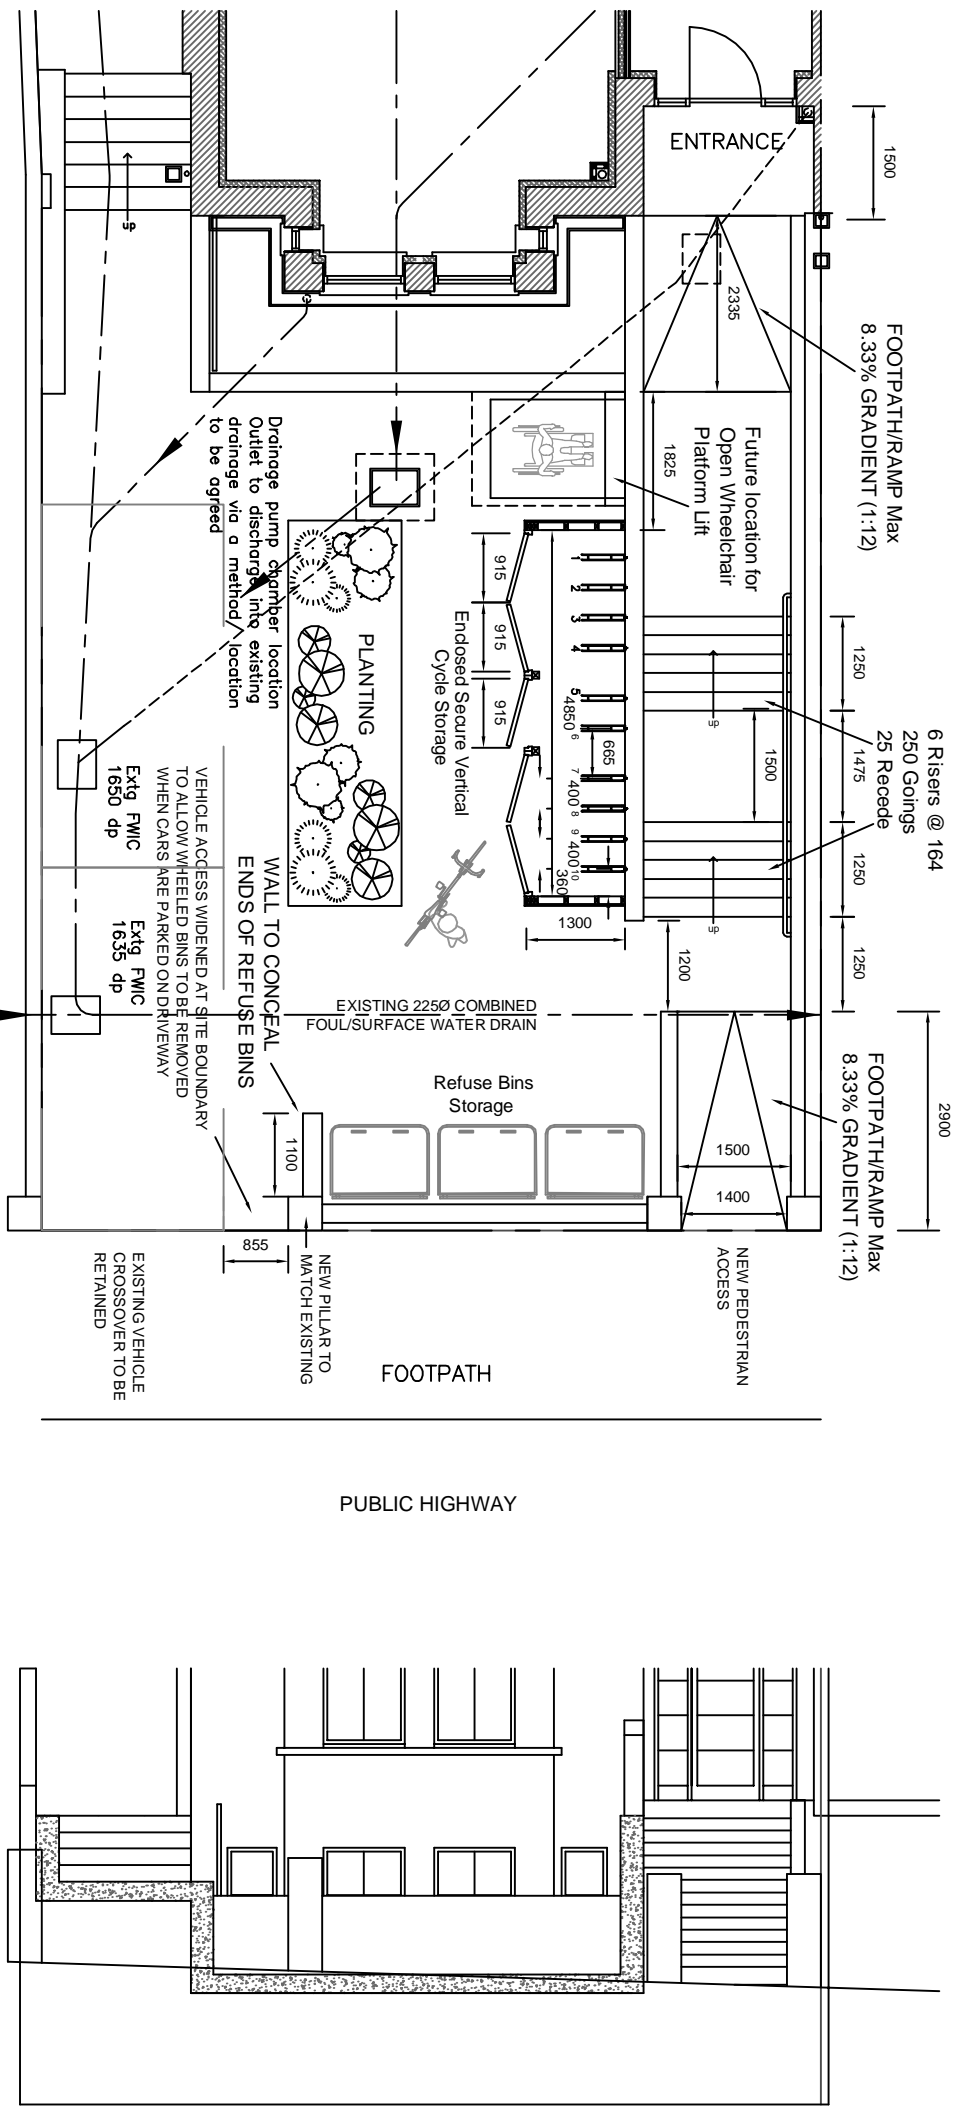 ENTRANCE
1500
2335
FOOTPATH/RAMP Max
8.33% GRADIENT (1:12)
Future location for
Open Wheelchair
Platform Lift
1825
up
Drainage pump chamber location
Outlet to discharge into existing
drainage via a method / location
to be agreed
PLANTING
915
915
915
Enclosed Secure Vertical
Cycle Storage
1
2
3
4
5
6
7
8
9
10
4850
665
400
400
360
1300
1250
1475
1250
1250
1500
up
up
6 Risers @ 164
250 Goings
25 Recede
1200
2900
FOOTPATH/RAMP Max
8.33% GRADIENT (1:12)
1500
1400
Extg FWIC
1650 dp
Extg FWIC
1635 dp
VEHICLE ACCESS WIDENED AT SITE BOUNDARY
TO ALLOW WHEELED BINS TO BE REMOVED
WHEN CARS ARE PARKED ON DRIVEWAY
WALL TO CONCEAL
ENDS OF REFUSE BINS
EXISTING 225Ø COMBINED
FOUL/SURFACE WATER DRAIN
Refuse Bins
Storage
1100
855
EXISTING VEHICLE
CROSSOVER TO BE
RETAINED
NEW PILLAR TO
MATCH EXISTING
NEW PEDESTRIAN
ACCESS
FOOTPATH
PUBLIC HIGHWAY